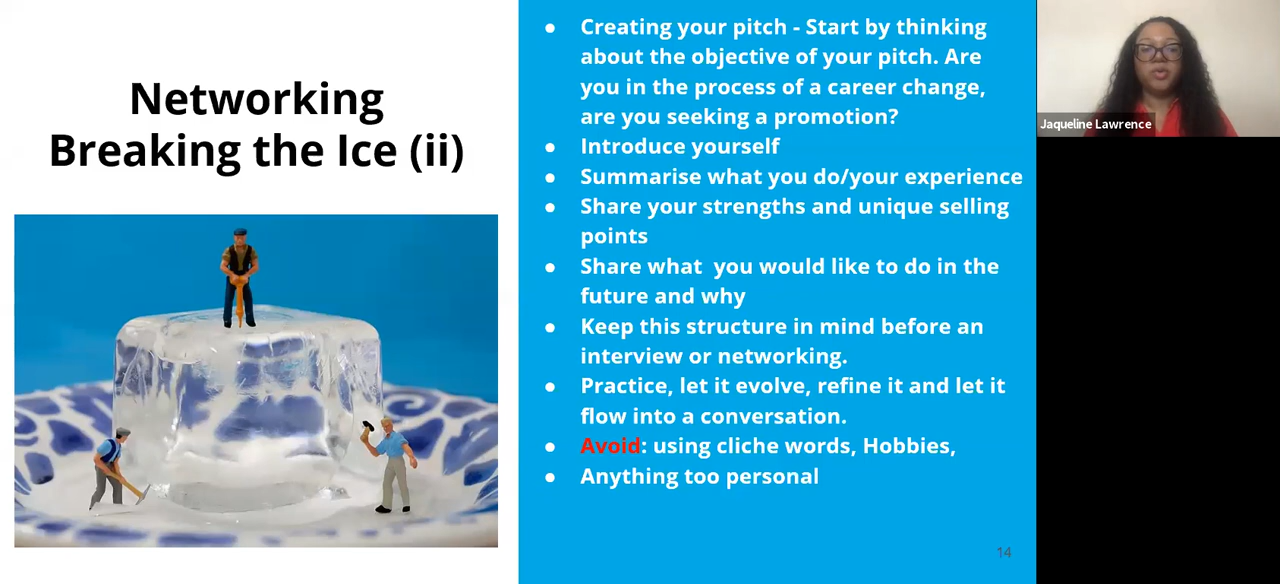 Networking
Breaking the Ice (ii)
● Creating your pitch - Start by thinking
about the objective of your pitch. Are
you in the process of a career change,
are you seeking a promotion?
● Introduce yourself
● Summarise what you do/your experience
● Share your strengths and unique selling
points
● Share what  you would like to do in the
future and why
● Keep this structure in mind before an
interview or networking.
● Practice, let it evolve, refine it and let it
flow into a conversation.
● Avoid: using cliche words, Hobbies,
● Anything too personal
14
Jaqueline Lawrence